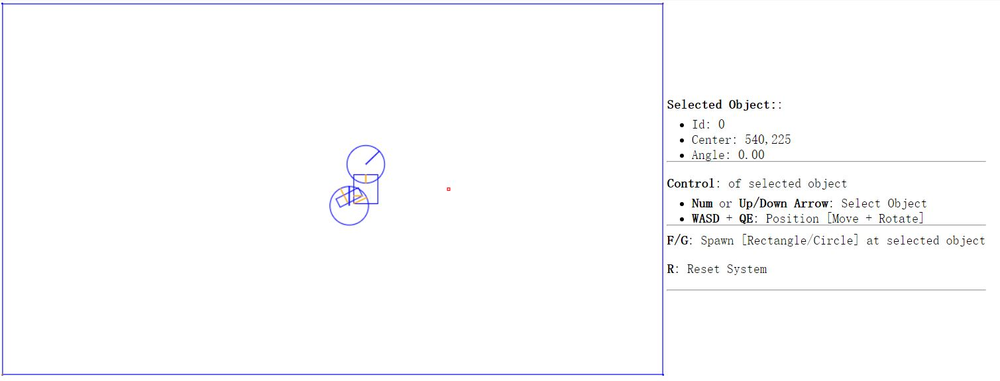 Selected Object::
Id: 0
Center: 540,225
Angle: 0.00
Control: of selected object
Num or Up/Down Arrow: Select Object
WASD + QE: Position [Move + Rotate]
F/G: Spawn [Rectangle/Circle] at selected object
R: Reset System